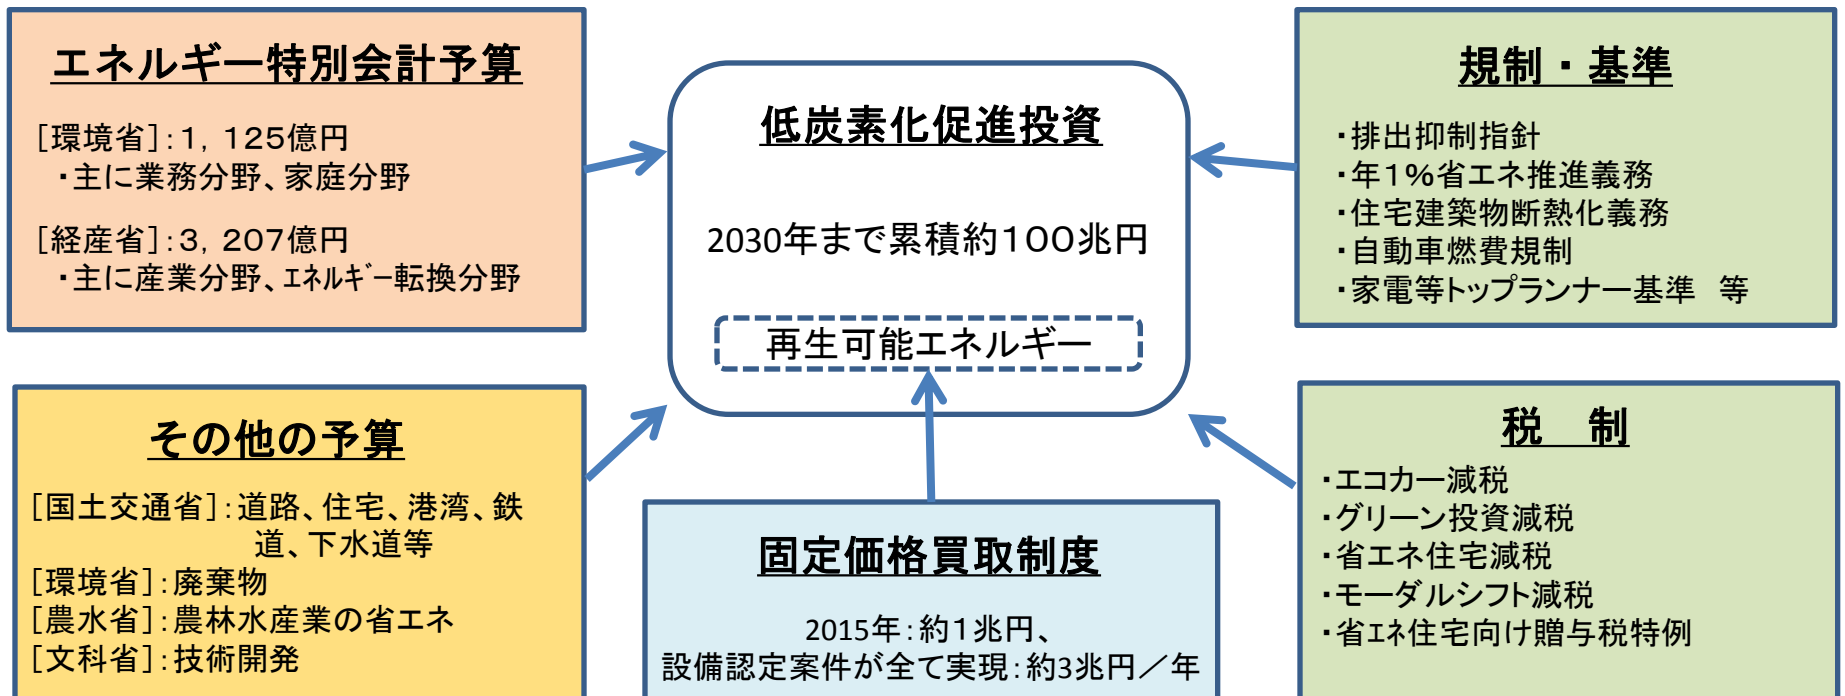 エネルギー特別会計予算
［環境省］：１，１２５億円
・主に業務分野、家庭分野
［経産省］：３，２０７億円
・主に産業分野、ｴﾈﾙｷﾞｰ転換分野
その他の予算
［国土交通省］：道路、住宅、港湾、鉄
道、下水道等
［環境省］：廃棄物
［農水省］：農林水産業の省エネ
［文科省］：技術開発
低炭素化促進投資
2030年まで累積約１００兆円
再生可能エネルギー
固定価格買取制度
2015年：約１兆円、
設備認定案件が全て実現：約3兆円／年
規制・基準
・排出抑制指針
・年１％省エネ推進義務
・住宅建築物断熱化義務
・自動車燃費規制
・家電等トップランナー基準　等
税　制
・エコカー減税
・グリーン投資減税
・省エネ住宅減税
・モーダルシフト減税
・省ｴﾈ住宅向け贈与税特例